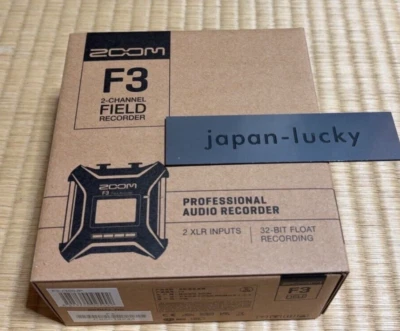 ZOOM
F3
2-CHANNEL
FIELD
RECORDER
japan-lucky
ZOOM
F3
PROFESSIONAL
AUDIO RECORDER
2 XLR INPUTS
32-BIT FLOAT
RECORDING
F3